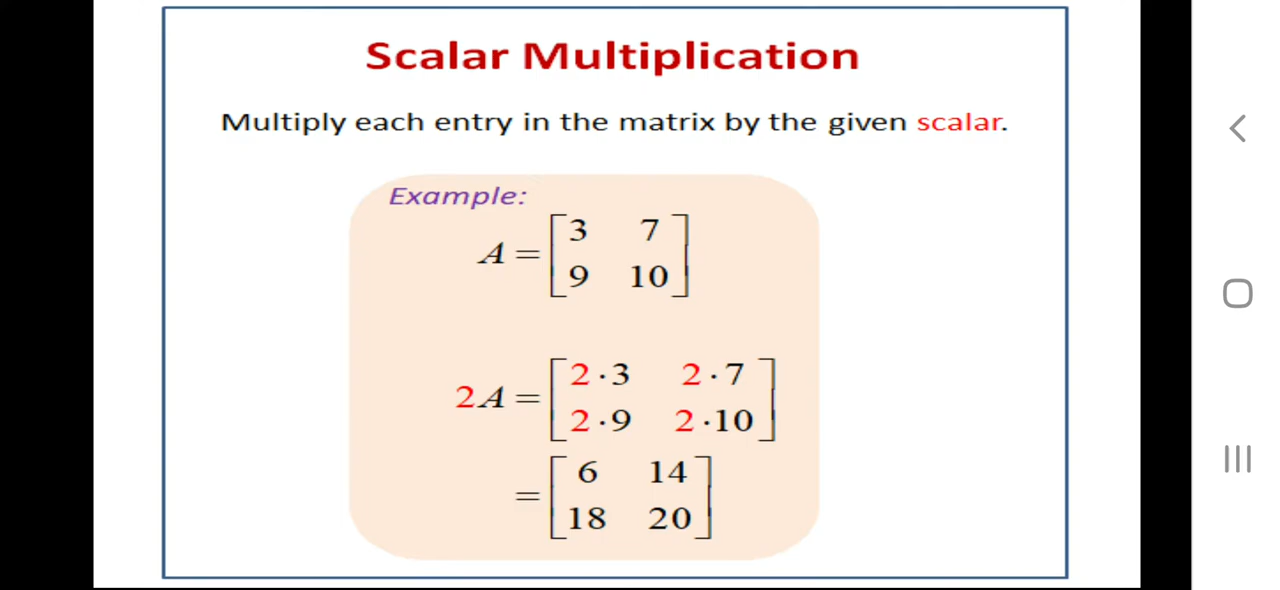 Scalar Multiplication
Multiply each entry in the matrix by the given scalar.
Example:
A = [3 7
9 10]
2A = [2·3 2·7
2·9 2·10]
= [6 14
18 20]